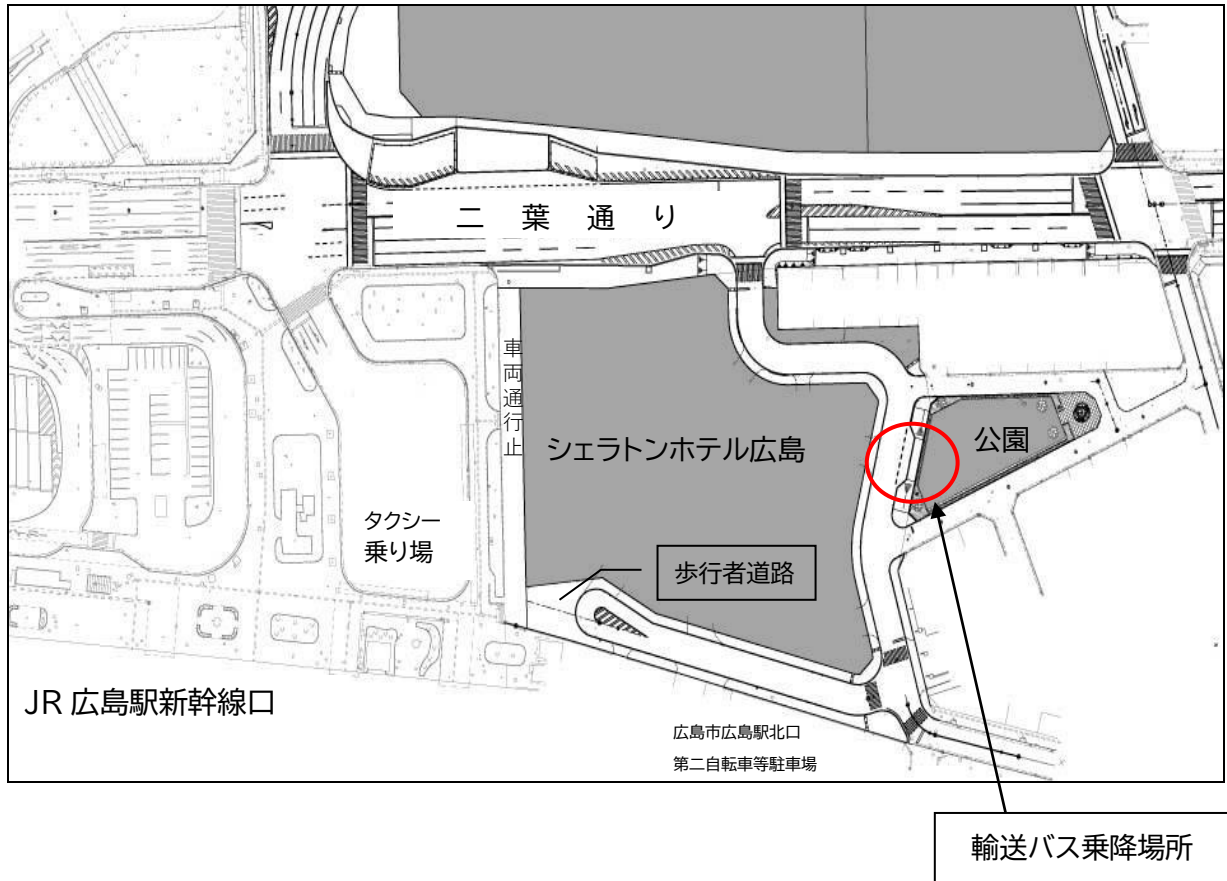 二葉通り
車両通行止
シェラトンホテル広島
公園
タクシー
乗り場
歩行者道路
JR 広島駅新幹線口
広島市広島駅北口
第二自転車等駐車場
輸送バス乗降場所